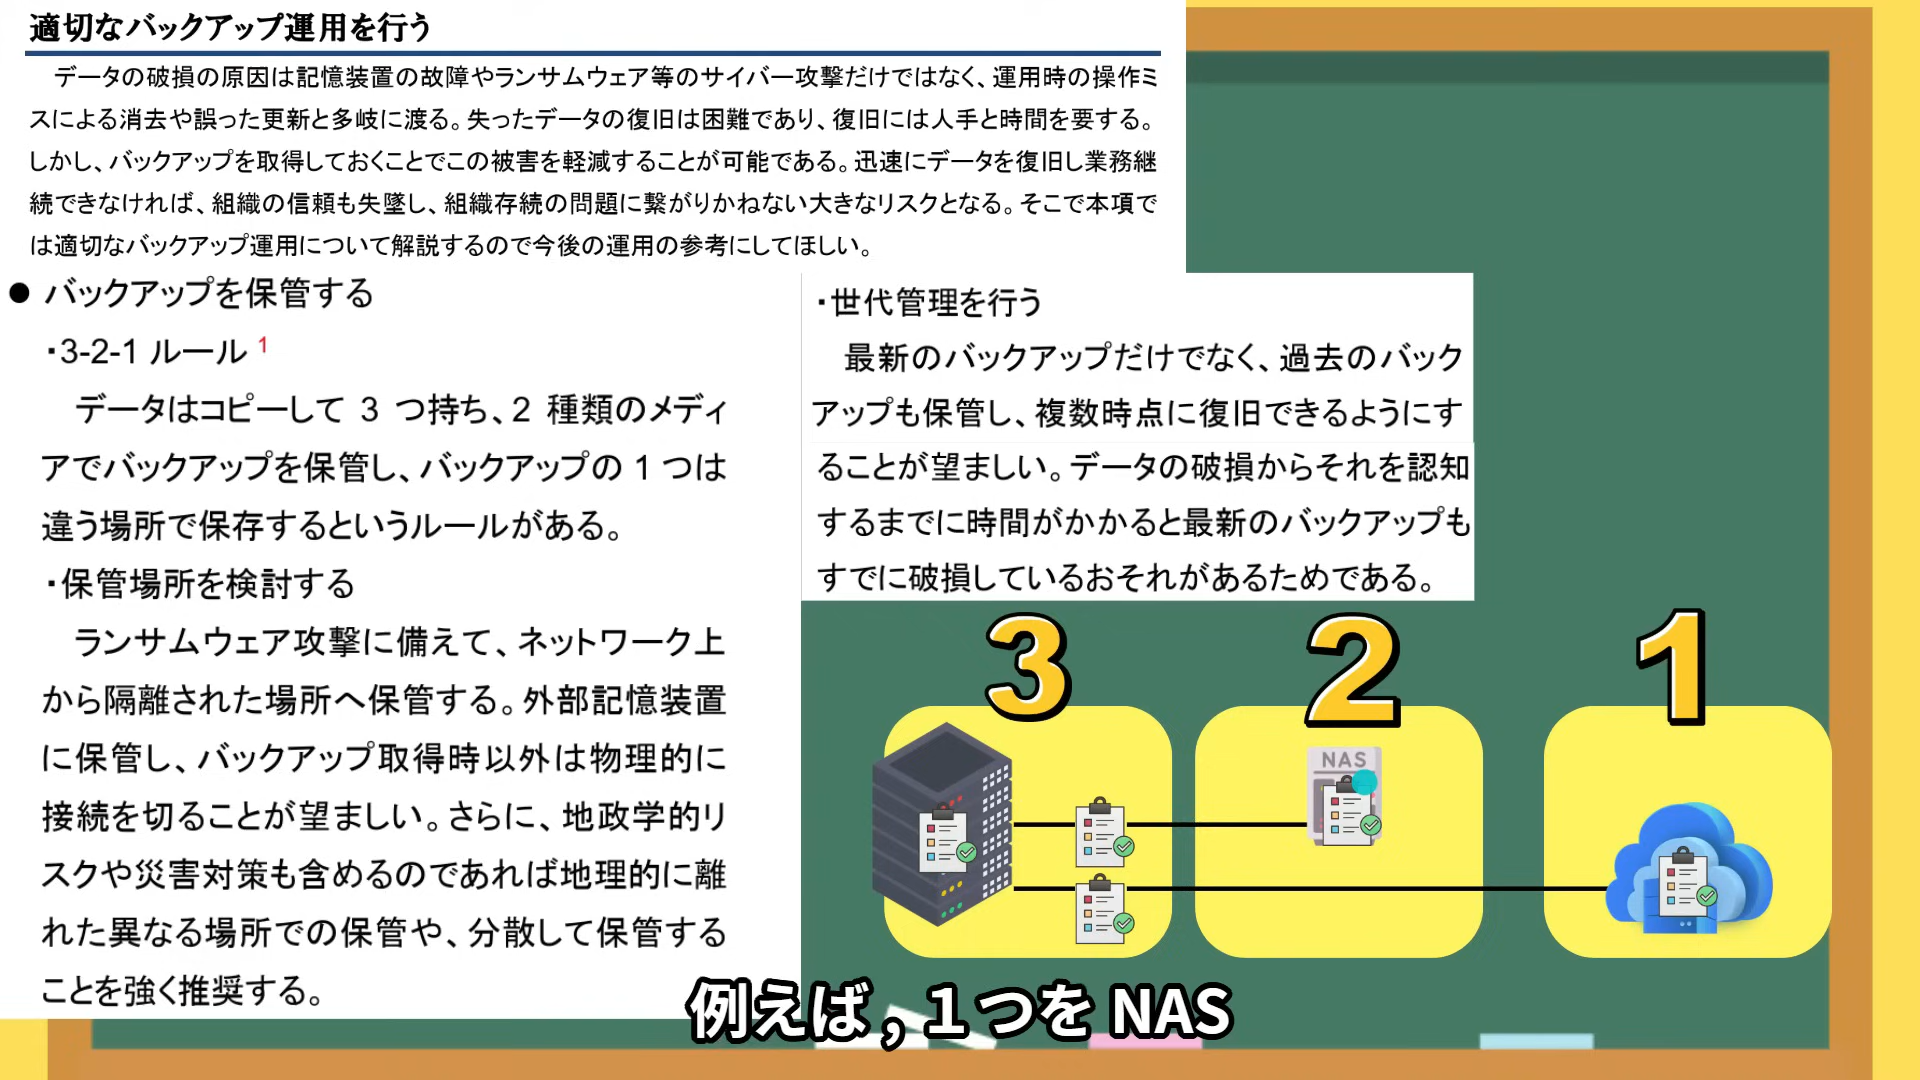 適切なバックアップ運用を行う
データの破損の原因は記憶装置の故障やランサムウェア等のサイバー攻撃だけではなく、運用時の操作ミ
スによる消去や誤った更新と多岐に渡る。失ったデータの復旧は困難であり、復旧には人手と時間を要する。
しかし、バックアップを取得しておくことでこの被害を軽減することが可能である。迅速にデータを復旧し業務継
続できなければ、組織の信頼も失墜し、組織存続の問題に繋がりかねない大きなリスクとなる。そこで本項で
は適切なバックアップ運用について解説するので今後の運用の参考にしてほしい。
● バックアップを保管する
・3-2-1 ルール 1
データはコピーして 3 つ持ち、2 種類のメディ
アでバックアップを保管し、バックアップの 1 つは
違う場所で保存するというルールがある。
・保管場所を検討する
ランサムウェア攻撃に備えて、ネットワーク上
から隔離された場所へ保管する。外部記憶装置
に保管し、バックアップ取得時以外は物理的に
接続を切ることが望ましい。さらに、地政学的リ
スクや災害対策も含めるのであれば地理的に離
れた異なる場所での保管や、分散して保管する
ことを強く推奨する。
・世代管理を行う
最新のバックアップだけでなく、過去のバック
アップも保管し、複数時点に復旧できるようにす
ることが望ましい。データの破損からそれを認知
するまでに時間がかかると最新のバックアップも
すでに破損しているおそれがあるためである。
3
2
1
NAS
例えば，１つを NAS